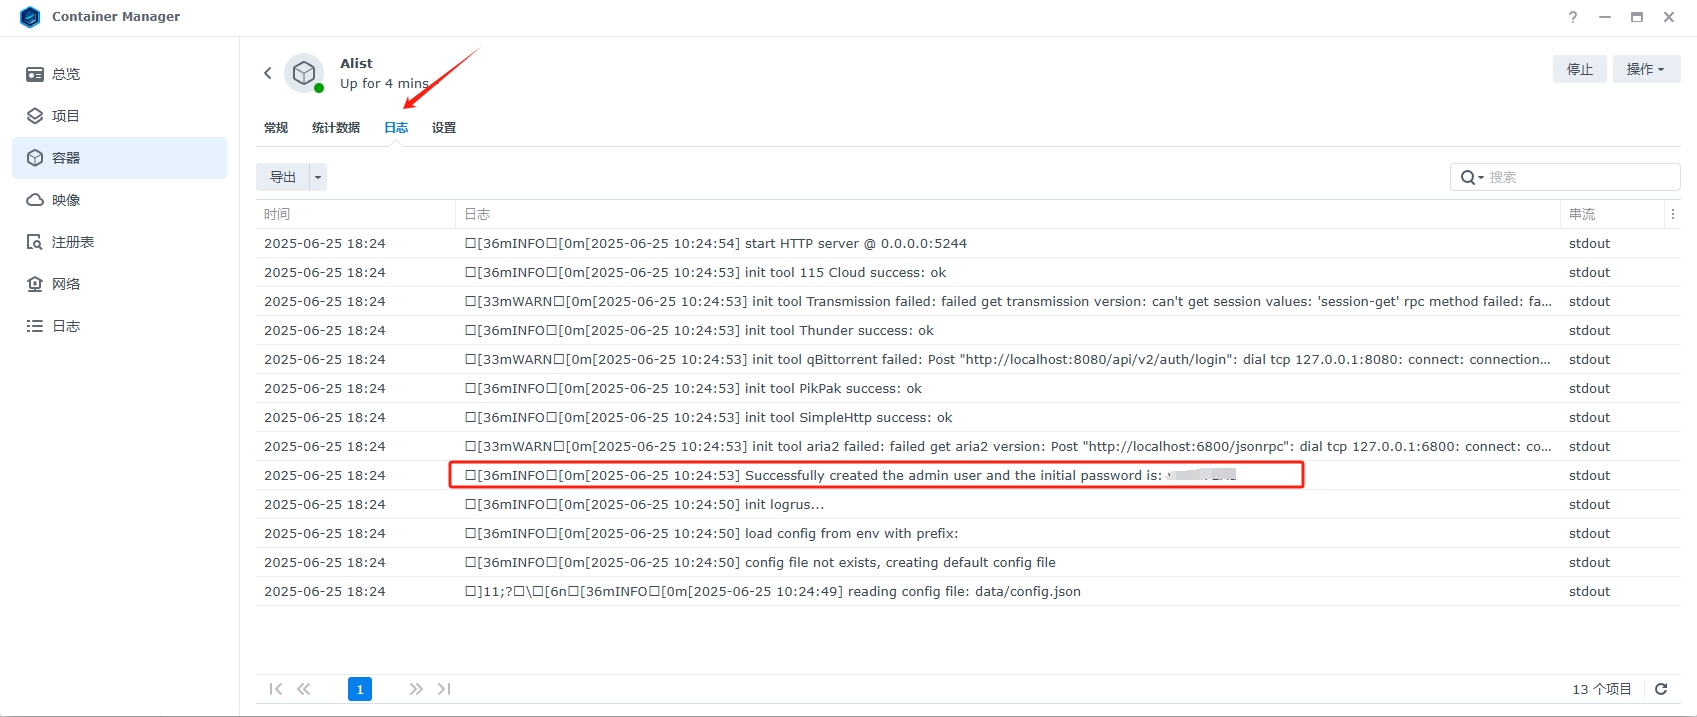 Container Manager
?
总览
项目
容器
映像
注册表
网络
日志
Alist
Up for 4 mins
停止
操作
常规 统计数据 日志 设置
导出
搜索
时间 日志 串流
2025-06-25 18:24 □[36mINFO□[0m[2025-06-25 10:24:54] start HTTP server @ 0.0.0.0:5244 stdout
2025-06-25 18:24 □[36mINFO□[0m[2025-06-25 10:24:53] init tool 115 Cloud success: ok stdout
2025-06-25 18:24 □[33mWARN□[0m[2025-06-25 10:24:53] init tool Transmission failed: failed get transmission version: can't get session values: 'session-get' rpc method failed: fa... stdout
2025-06-25 18:24 □[36mINFO□[0m[2025-06-25 10:24:53] init tool Thunder success: ok stdout
2025-06-25 18:24 □[33mWARN□[0m[2025-06-25 10:24:53] init tool qBittorrent failed: Post "http://localhost:8080/api/v2/auth/login": dial tcp 127.0.0.1:8080: connect: connection... stdout
2025-06-25 18:24 □[36mINFO□[0m[2025-06-25 10:24:53] init tool PikPak success: ok stdout
2025-06-25 18:24 □[36mINFO□[0m[2025-06-25 10:24:53] init tool SimpleHttp success: ok stdout
2025-06-25 18:24 □[33mWARN□[0m[2025-06-25 10:24:53] init tool aria2 failed: failed get aria2 version: Post "http://localhost:6800/jsonrpc": dial tcp 127.0.0.1:6800: connect: co... stdout
2025-06-25 18:24 □[36mINFO□[0m[2025-06-25 10:24:53] Successfully created the admin user and the initial password is: stdout
2025-06-25 18:24 □[36mINFO□[0m[2025-06-25 10:24:50] init logrus... stdout
2025-06-25 18:24 □[36mINFO□[0m[2025-06-25 10:24:50] load config from env with prefix: stdout
2025-06-25 18:24 □[36mINFO□[0m[2025-06-25 10:24:50] config file not exists, creating default config file stdout
2025-06-25 18:24 □]11;?□\□[6n□[36mINFO□[0m[2025-06-25 10:24:49] reading config file: data/config.json stdout
1
13 个项目